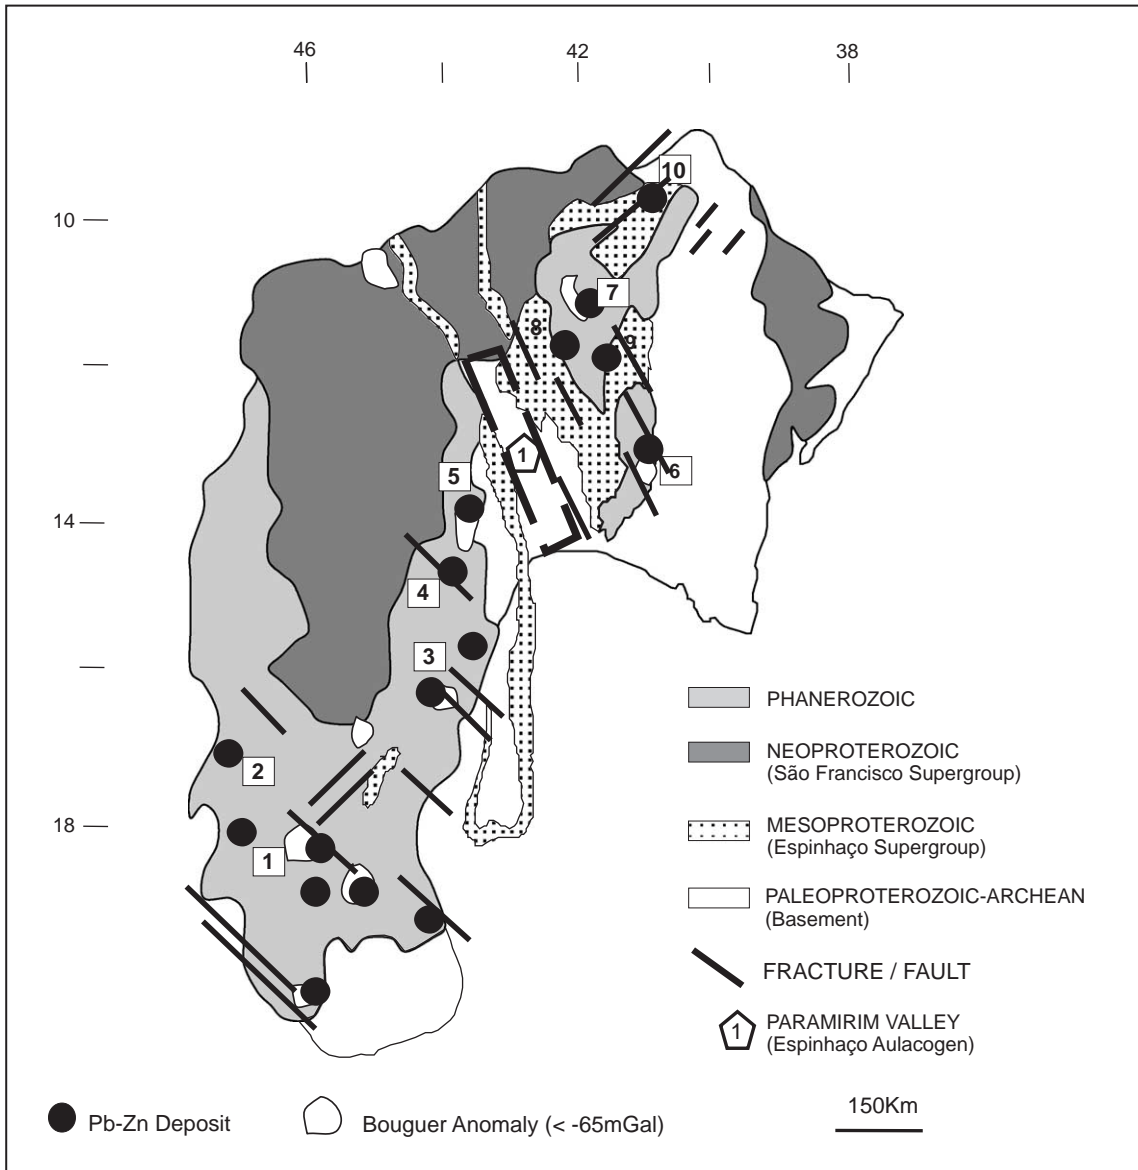 46 42 38
10
10
7
8 9
1
5
6
14
4
3
2
18
1
PHANEROZOIC
NEOPROTEROZOIC
(São Francisco Supergroup)
MESOPROTEROZOIC
(Espinhaço Supergroup)
PALEOPROTEROZOIC-ARCHEAN
(Basement)
FRACTURE / FAULT
1 PARAMIRIM VALLEY
(Espinhaço Aulacogen)
Pb-Zn Deposit
Bouguer Anomaly (< -65mGal)
150Km